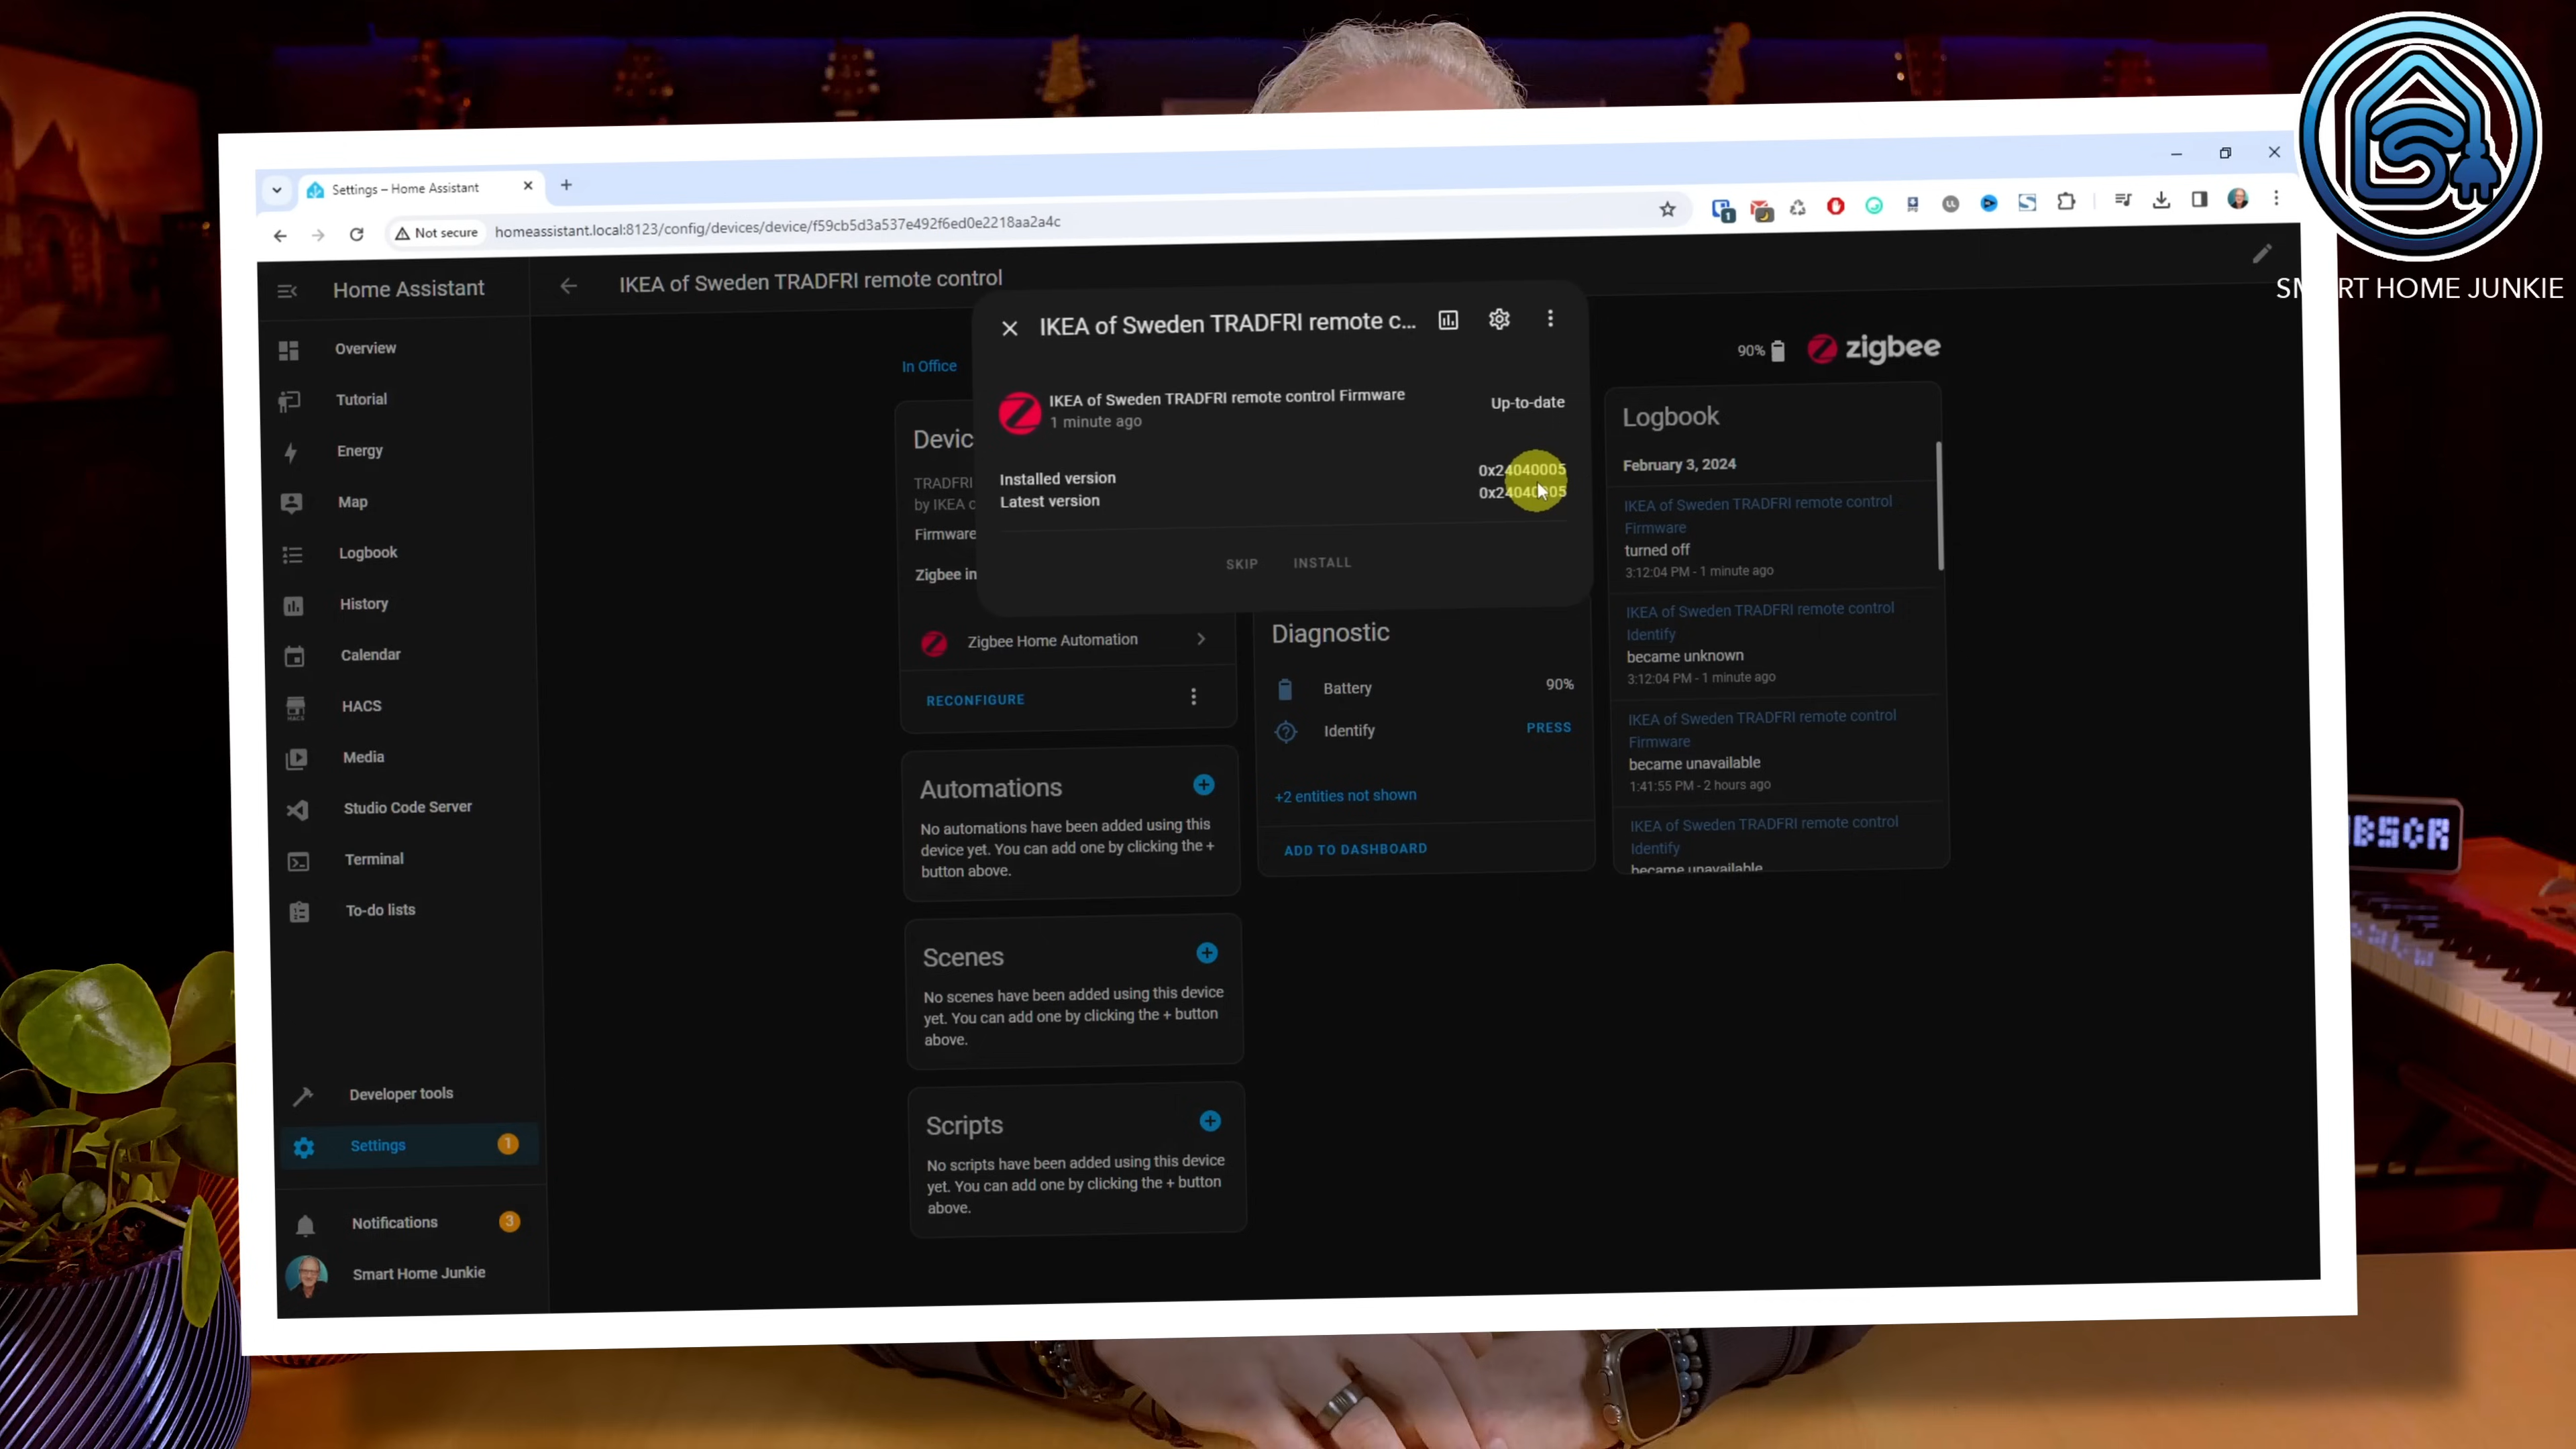 Settings – Home Assistant
Not secure
homeassistant.local:8123/config/devices/device/f59cb5d3a537e492f6ed0e2218aa2a4c
SMART HOME JUNKIE
Home Assistant
IKEA of Sweden TRADFRI remote control
Overview
Tutorial
Energy
Map
Logbook
History
Calendar
HACS
Media
Studio Code Server
Terminal
To-do lists
Developer tools
Settings
1
Notifications
3
Smart Home Junkie
In Office
90%
zigbee
IKEA of Sweden TRADFRI remote c...
IKEA of Sweden TRADFRI remote control Firmware
1 minute ago
Up-to-date
Installed version
0x24040005
Latest version
0x24040005
SKIP
INSTALL
Devic
TRADFRI
by IKEA
Firmware
Zigbee in
Zigbee Home Automation
RECONFIGURE
Automations
No automations have been added using this
device yet. You can add one by clicking the +
button above.
Scenes
No scenes have been added using this device
yet. You can add one by clicking the + button
above.
Scripts
No scripts have been added using this device
yet. You can add one by clicking the + button
above.
Diagnostic
Battery
90%
Identify
PRESS
+2 entities not shown
ADD TO DASHBOARD
Logbook
February 3, 2024
IKEA of Sweden TRADFRI remote control
Firmware
turned off
3:12:04 PM - 1 minute ago
IKEA of Sweden TRADFRI remote control
Identify
became unknown
3:12:04 PM - 1 minute ago
IKEA of Sweden TRADFRI remote control
Firmware
became unavailable
1:41:55 PM - 2 hours ago
IKEA of Sweden TRADFRI remote control
Identify
became unavailable
BSCR